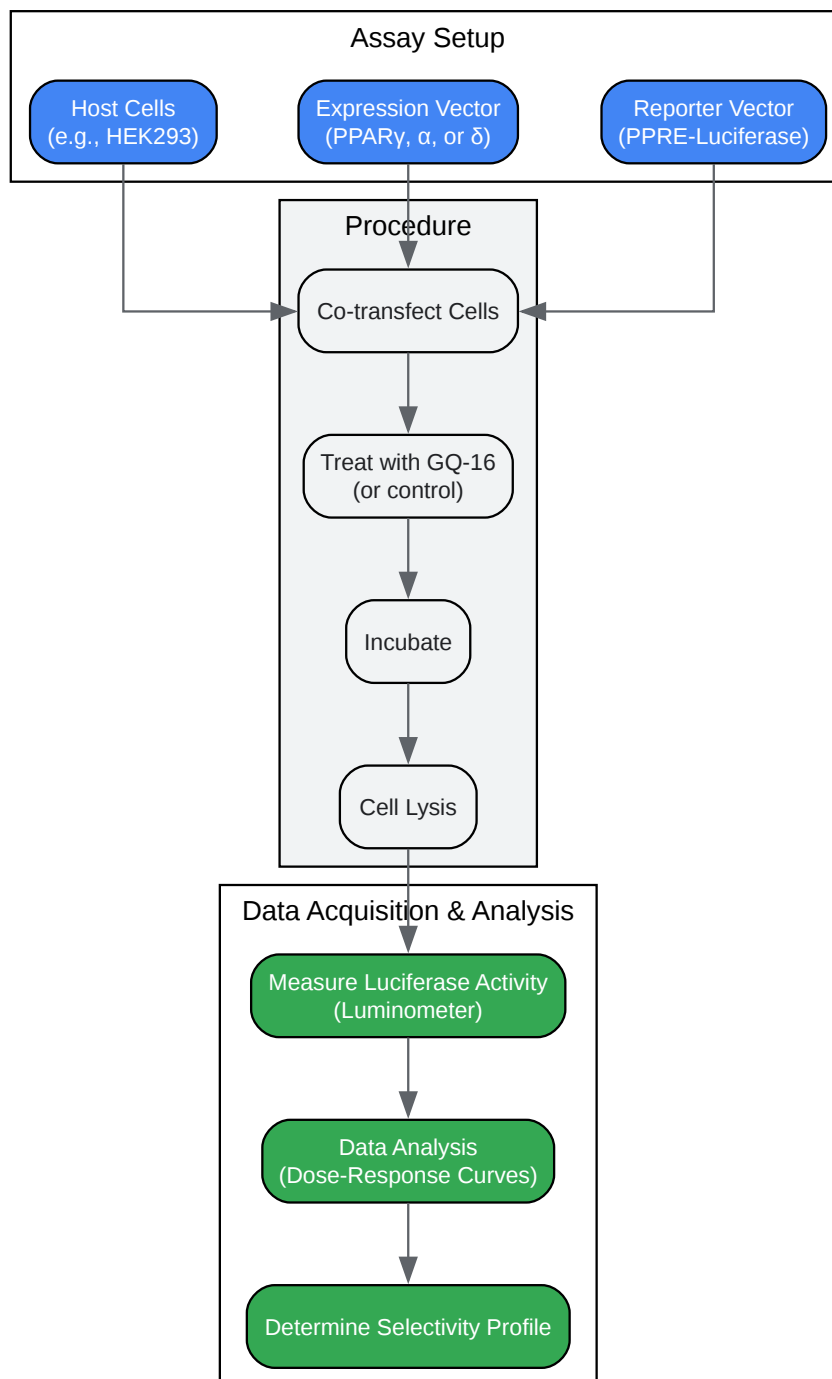 Assay Setup
Host Cells
(e.g., HEK293)
Expression Vector
(PPARγ, α, or δ)
Reporter Vector
(PPRE-Luciferase)
Procedure
Co-transfect Cells
Treat with GQ-16
(or control)
Incubate
Cell Lysis
Data Acquisition & Analysis
Measure Luciferase Activity
(Luminometer)
Data Analysis
(Dose-Response Curves)
Determine Selectivity Profile